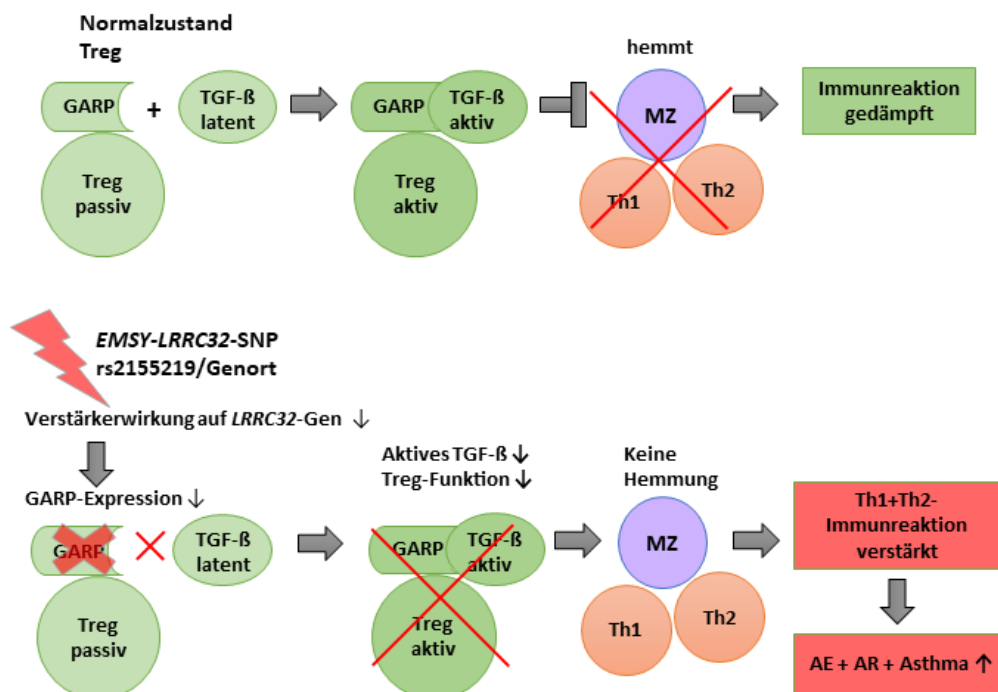 Normalzustand
Treg
GARP
+
TGF-ß
latent
Treg
passiv
GARP
TGF-ß
aktiv
Treg
aktiv
hemmt
MZ
Th1
Th2
Immunreaktion
gedämpft
EMSY-LRRC32-SNP
rs2155219/Genort
Verstärkerwirkung auf LRRC32-Gen ↓
GARP-Expression ↓
GARP
TGF-ß
latent
Treg
passiv
Aktives TGF-ß ↓
Treg-Funktion ↓
GARP
TGF-ß
aktiv
Treg
aktiv
Keine
Hemmung
MZ
Th1
Th2
Th1+Th2-
Immunreaktion
verstärkt
AE + AR + Asthma ↑